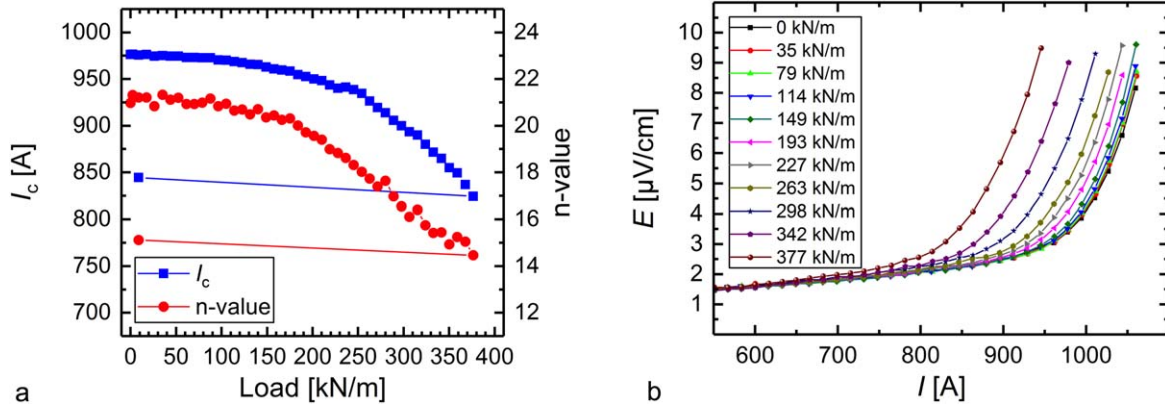 1000
950
900
850
800
750
700
I_c [A]
24
22
20
18
16
14
12
n-value
I_c
n-value
0 50 100 150 200 250 300 350 400
Load [kN/m]
a
10
9
8
7
6
5
4
3
2
1
E [µV/cm]
0 kN/m
35 kN/m
79 kN/m
114 kN/m
149 kN/m
193 kN/m
227 kN/m
263 kN/m
298 kN/m
342 kN/m
377 kN/m
600 700 800 900 1000
I [A]
b